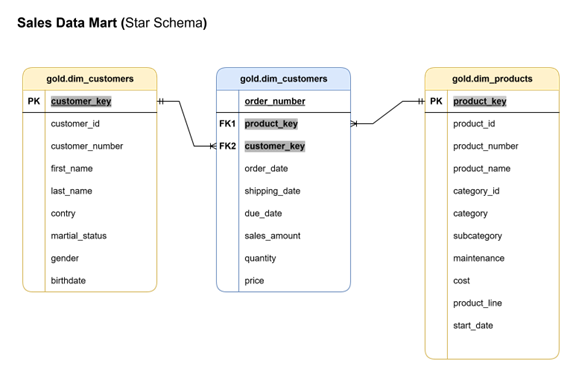 Sales Data Mart (Star Schema)
gold.dim_customers
PK customer_key
customer_id
customer_number
first_name
last_name
contry
martial_status
gender
birthdate
gold.dim_customers
order_number
FK1 product_key
FK2 customer_key
order_date
shipping_date
due_date
sales_amount
quantity
price
gold.dim_products
PK product_key
product_id
product_number
product_name
category_id
category
subcategory
maintenance
cost
product_line
start_date